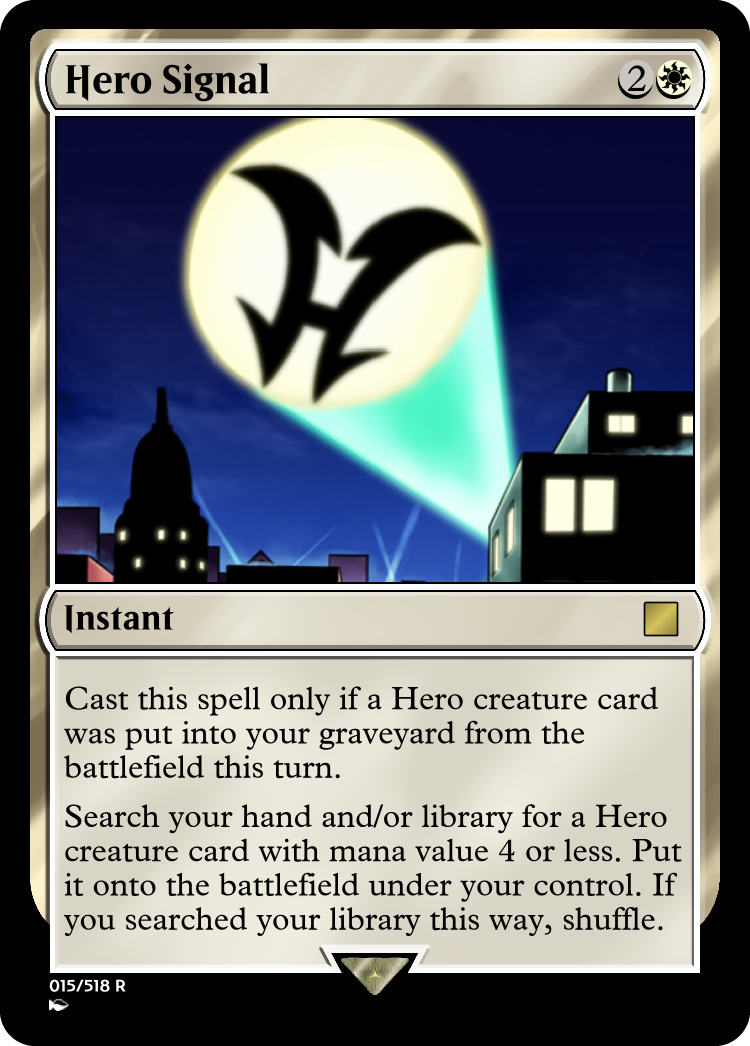 Hero Signal 2
H
Instant
Cast this spell only if a Hero creature card
was put into your graveyard from the
battlefield this turn.
Search your hand and/or library for a Hero
creature card with mana value 4 or less. Put
it onto the battlefield under your control. If
you searched your library this way, shuffle.
015/518 R